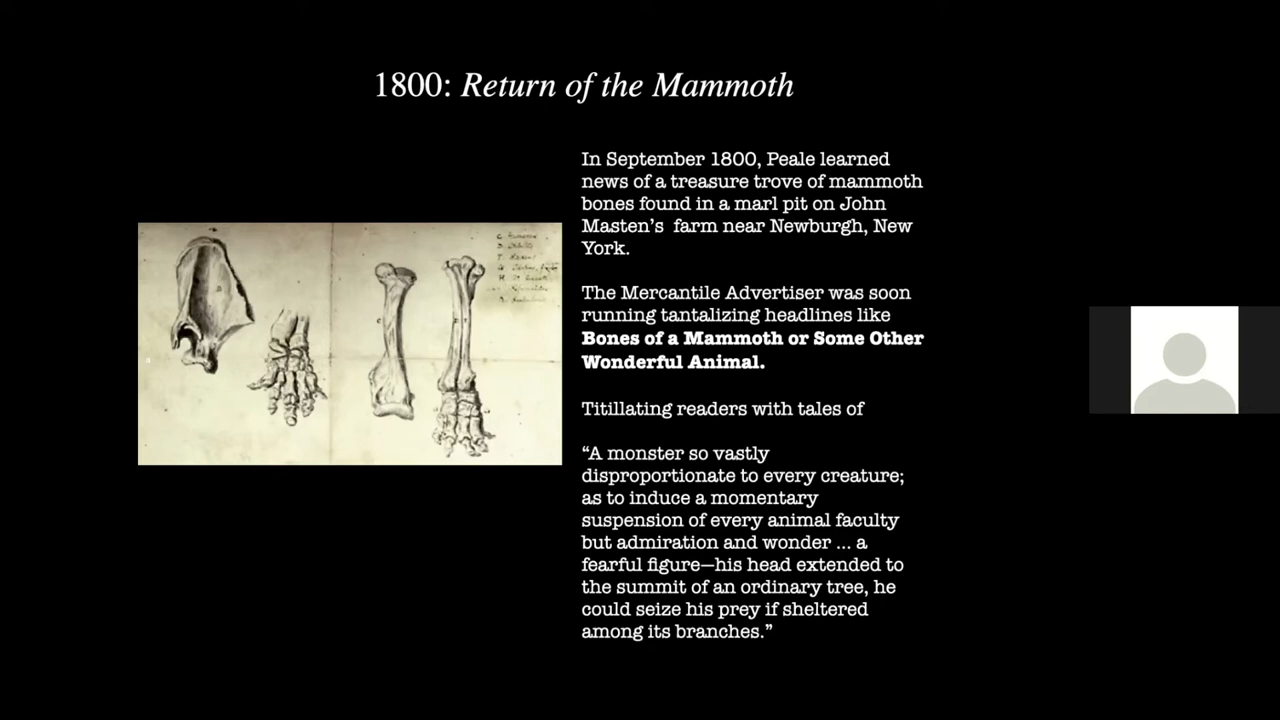 1800: Return of the Mammoth
In September 1800, Peale learned
news of a treasure trove of mammoth
bones found in a marl pit on John
Masten’s  farm near Newburgh, New
York.
The Mercantile Advertiser was soon
running tantalizing headlines like
Bones of a Mammoth or Some Other
Wonderful Animal.
Titillating readers with tales of
“A monster so vastly
disproportionate to every creature;
as to induce a momentary
suspension of every animal faculty
but admiration and wonder ... a
fearful figure—his head extended to
the summit of an ordinary tree, he
could seize his prey if sheltered
among its branches.”